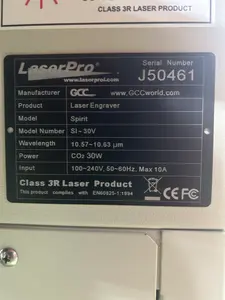 CLASS 3R LASER PRODUCT
LaserPro
www.laserproi.com
Serial Number
J50461
Manufacturer GCC www.GCCworld.com
Product Laser Engraver
Model Spirit
Model Number SI-30V
Wavelength 10.57~10.63 μm
Power CO2 30W
Input 100~240V, 50~60Hz, Max 10A
Class 3R Laser Product
This product complies with EN60825-1:1994
CE FC